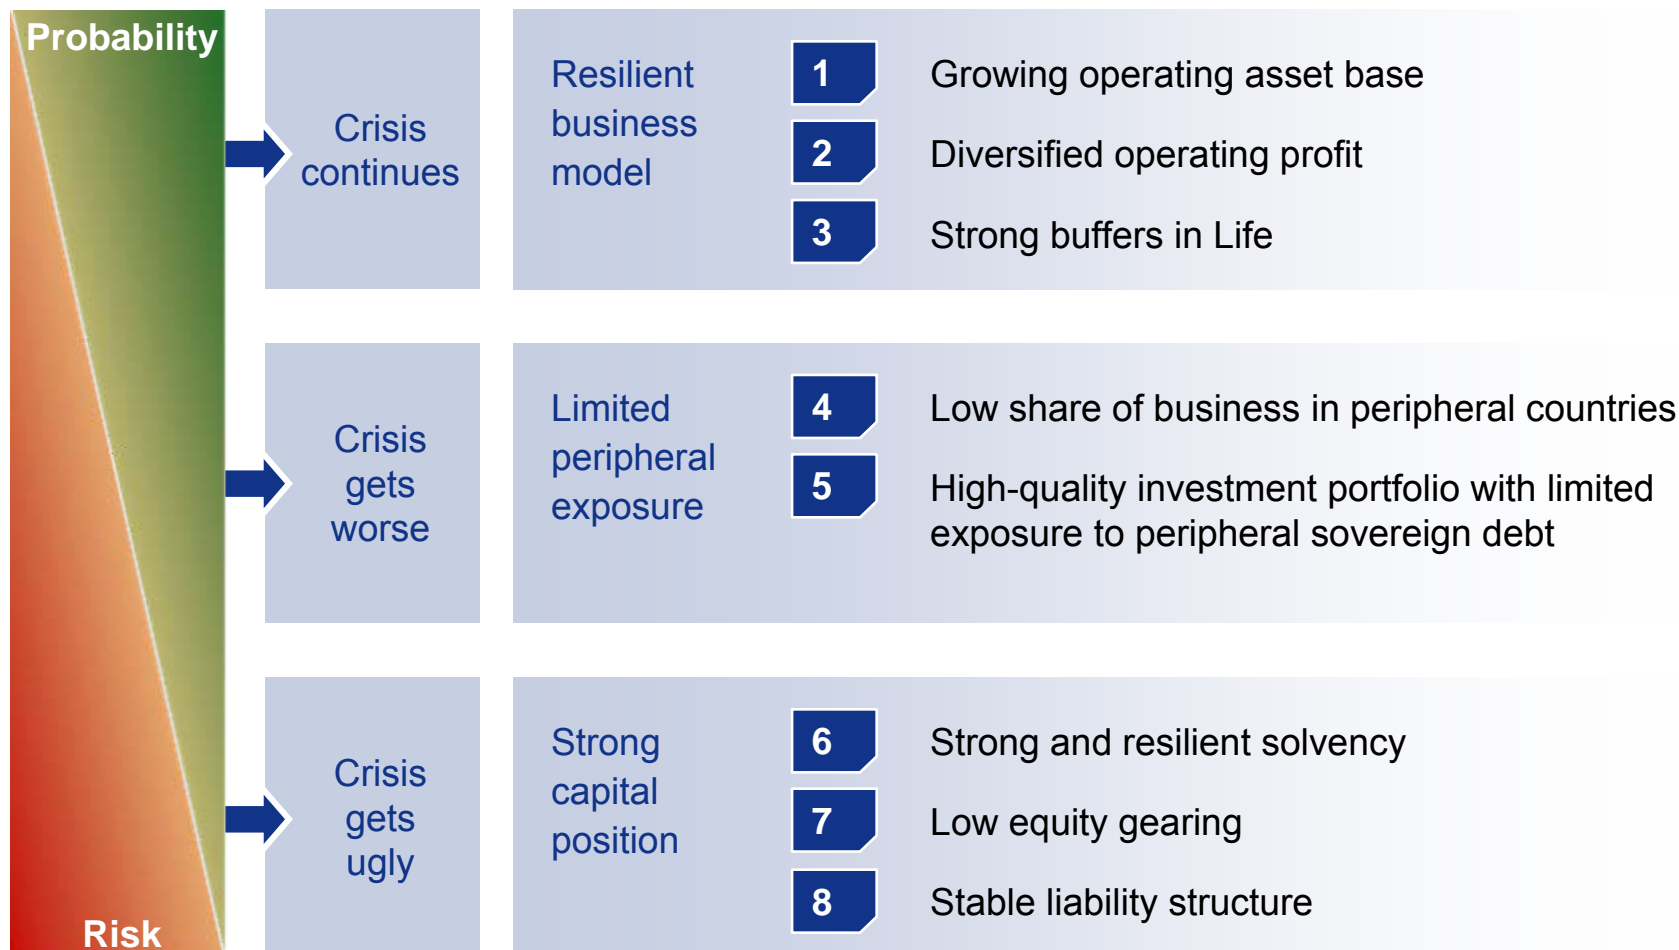 Probability
Crisis
continues
Resilient
business
model
1
Growing operating asset base
2
Diversified operating profit
3
Strong buffers in Life
Crisis
gets
worse
Limited
peripheral
exposure
4
Low share of business in peripheral countries
5
High-quality investment portfolio with limited
exposure to peripheral sovereign debt
Crisis
gets
ugly
Strong
capital
position
6
Strong and resilient solvency
7
Low equity gearing
8
Stable liability structure
Risk